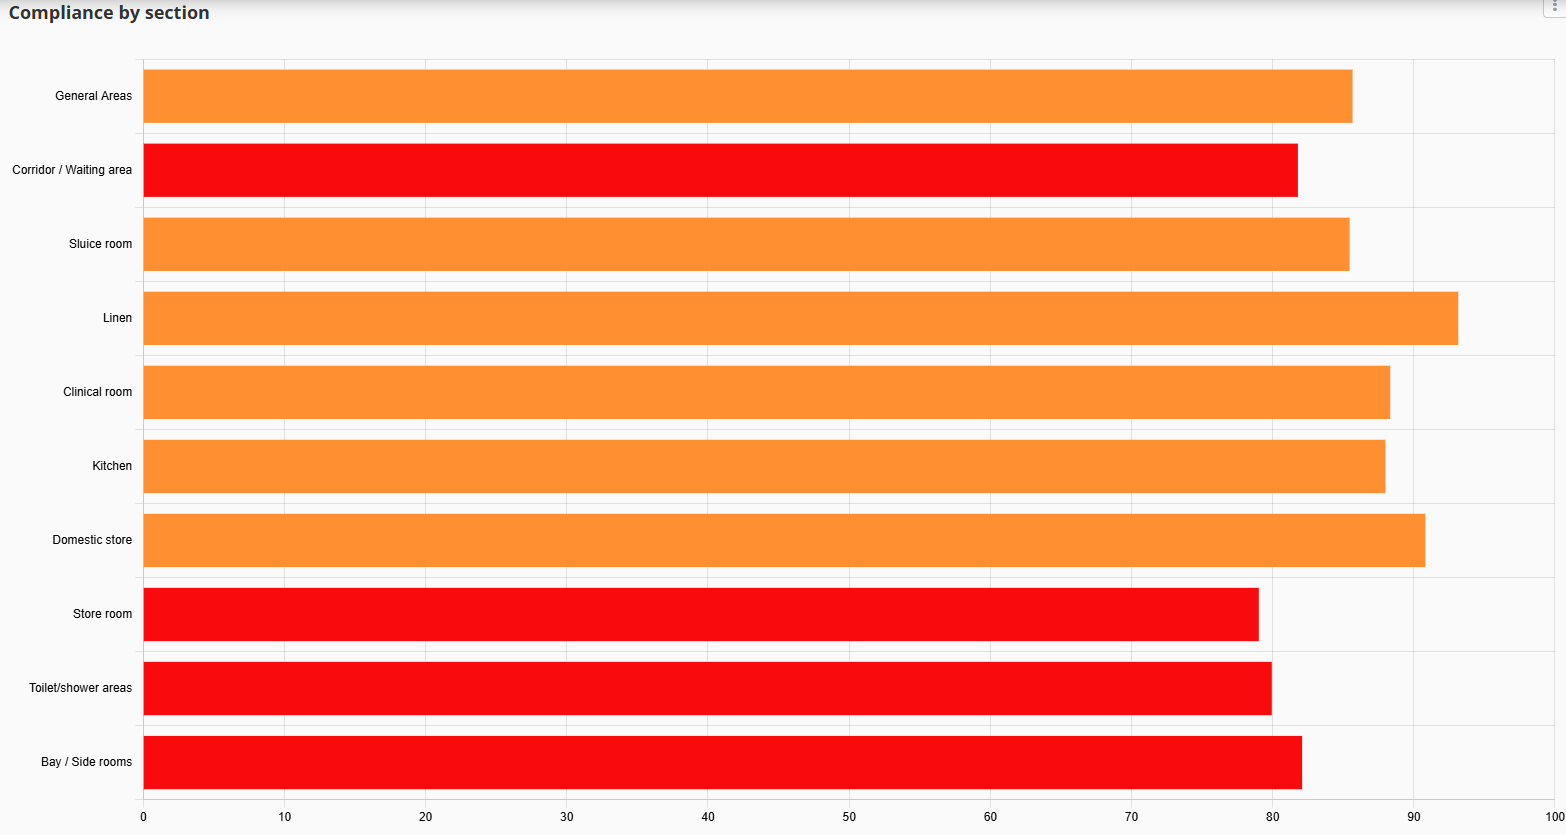 Compliance by section
General Areas
Corridor / Waiting area
Sluice room
Linen
Clinical room
Kitchen
Domestic store
Store room
Toilet/shower areas
Bay / Side rooms
0 10 20 30 40 50 60 70 80 90 100